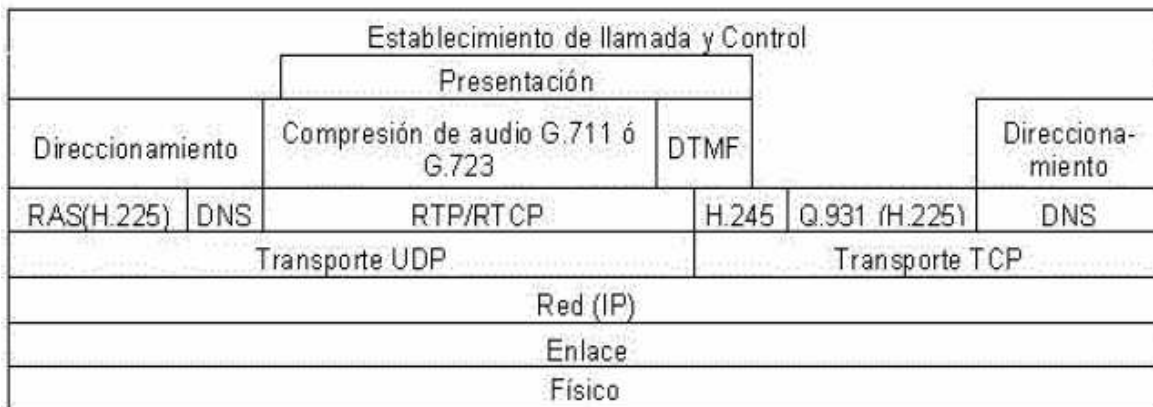 Establecimiento de llamada y Control
Presentación
Direccionamiento
Compresión de audio G.711 ó
G.723
DTMF
Direcciona-
miento
RAS(H.225)
DNS
RTP/RTCP
H.245
Q.931 (H.225)
DNS
Transporte UDP
Transporte TCP
Red (IP)
Enlace
Físico